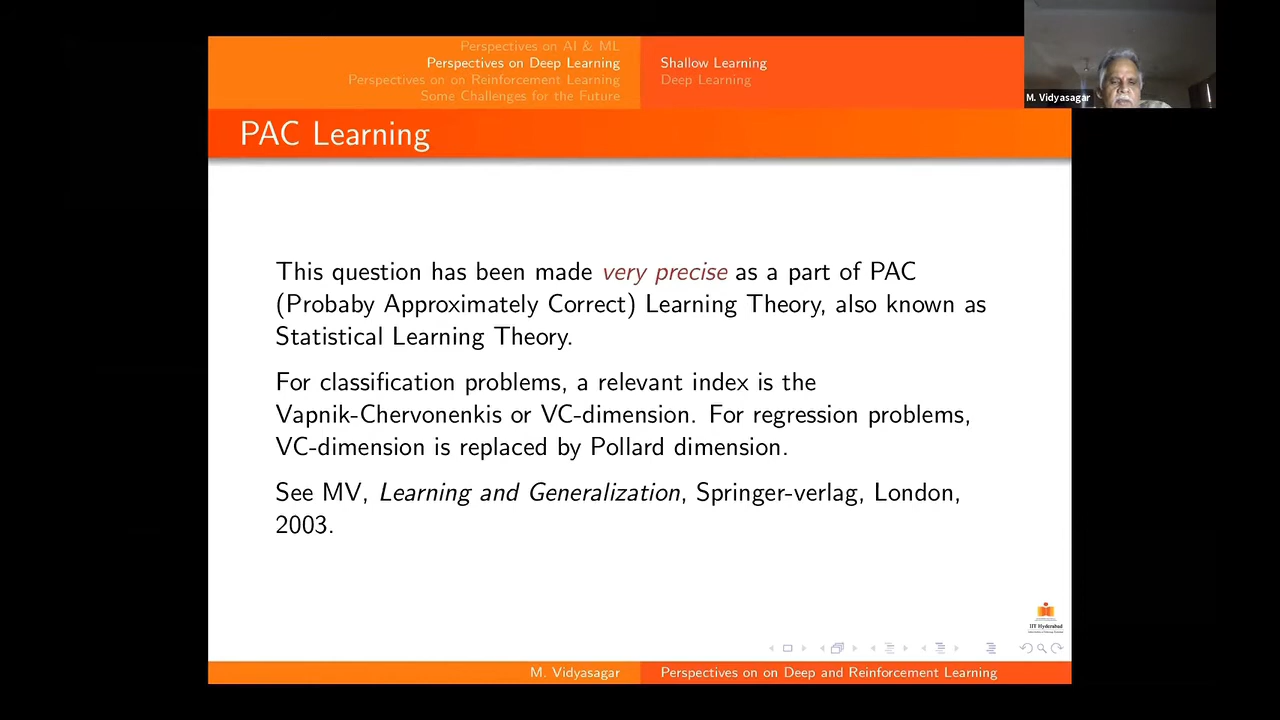 Perspectives on AI & ML
Perspectives on Deep Learning
Perspectives on on Reinforcement Learning
Some Challenges for the Future
Shallow Learning
Deep Learning
M. Vidyasagar
PAC Learning
This question has been made very precise as a part of PAC
(Probaby Approximately Correct) Learning Theory, also known as
Statistical Learning Theory.
For classification problems, a relevant index is the
Vapnik-Chervonenkis or VC-dimension. For regression problems,
VC-dimension is replaced by Pollard dimension.
See MV, Learning and Generalization, Springer-verlag, London,
2003.
IIT Hyderabad
M. Vidyasagar
Perspectives on on Deep and Reinforcement Learning